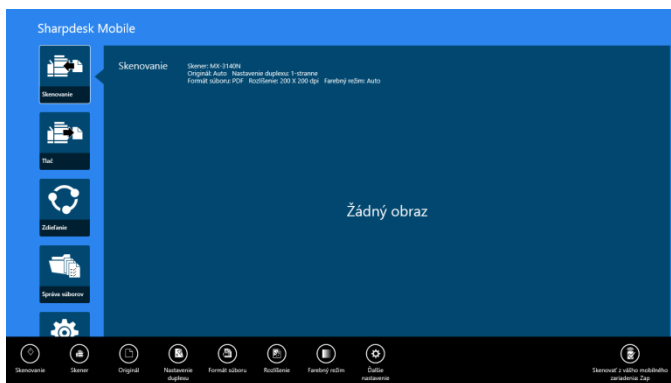 Sharpdesk Mobile
Skenovanie
Tlač
Zdieľanie
Správa súborov
Skenovanie
Skener: MX-3140N
Originál: Auto Nastavenie duplexu: 1-stranne
Formát súboru: PDF Rozlíšenie: 200 X 200 dpi Farebný režim: Auto
Žádný obraz
Skenovanie
Skener
Originál
Nastavenie
duplexu
Formát súboru
Rozlíšenie
Farebný režim
Ďalšie
nastavenie
Skenovať z vášho mobilného
zariadenia: Zap